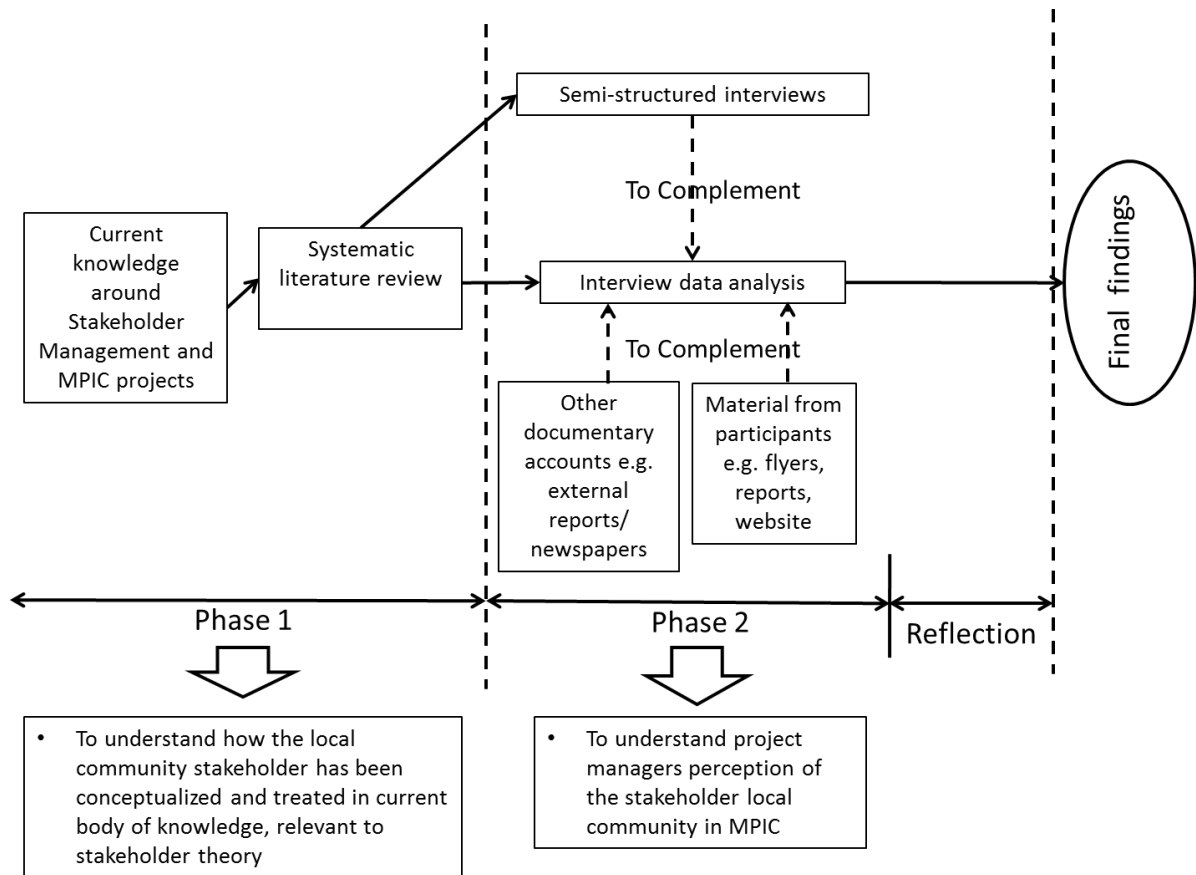 Semi-structured interviews
To Complement
Current
knowledge
around
Stakeholder
Management and
MPIC projects
Systematic
literature review
Interview data analysis
Final findings
To Complement
Other
documentary
accounts e.g.
external
reports/
newspapers
Material from
participants
e.g. flyers,
reports,
website
Phase 1
Phase 2
Reflection
• To understand how the local
community stakeholder has been
conceptualized and treated in current
body of knowledge, relevant to
stakeholder theory
• To understand project
managers perception of
the stakeholder local
community in MPIC